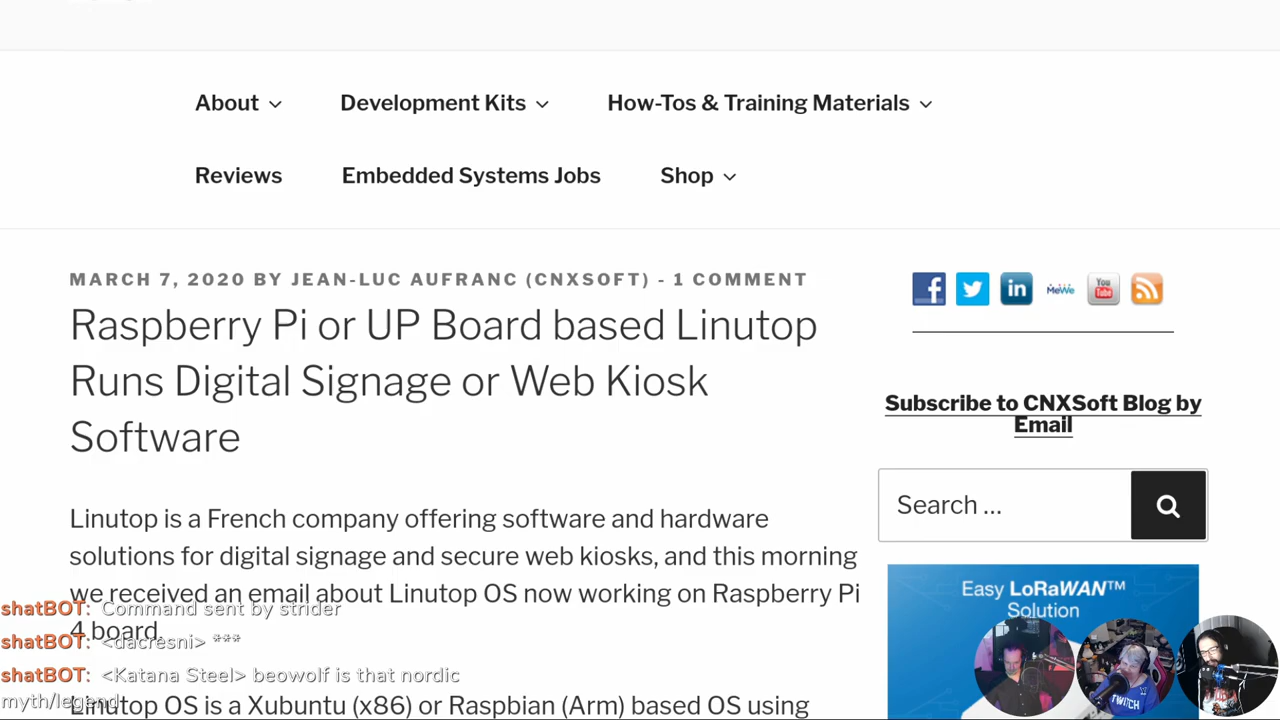 About
Development Kits
How-Tos & Training Materials
Reviews
Embedded Systems Jobs
Shop
MARCH 7, 2020 BY JEAN-LUC AUFRANC (CNXSOFT) - 1 COMMENT
Raspberry Pi or UP Board based Linutop
Runs Digital Signage or Web Kiosk
Software
Linutop is a French company offering software and hardware
solutions for digital signage and secure web kiosks, and this morning
we received an email about Linutop OS now working on Raspberry Pi
4 board.
Linutop OS is a Xubuntu (x86) or Raspbian (Arm) based OS using
MeWe
You
Tube
Subscribe to CNXSoft Blog by
Email
Search ...
Easy LoRaWAN™
Solution
shatBOT: Command sent by strider
shatBOT: <dacresni> ***
shatBOT: <Katana Steel> beowolf is that nordic
myth/legend
TWITCH